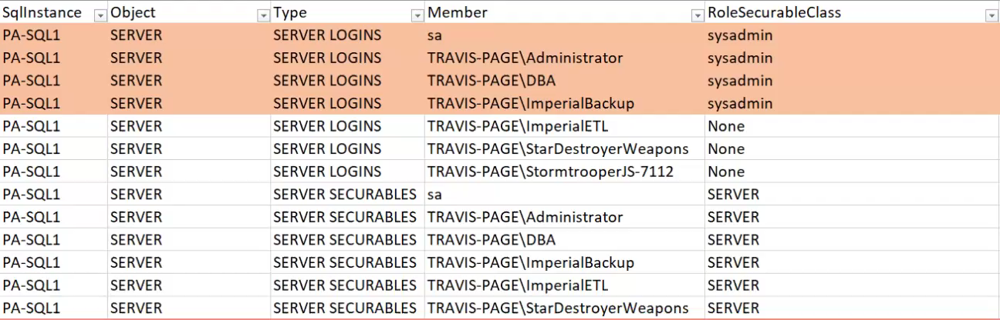 SqlInstance Object Type Member RoleSecurableClass
PA-SQL1 SERVER SERVER LOGINS sa sysadmin
PA-SQL1 SERVER SERVER LOGINS TRAVIS-PAGE\Administrator sysadmin
PA-SQL1 SERVER SERVER LOGINS TRAVIS-PAGE\DBA sysadmin
PA-SQL1 SERVER SERVER LOGINS TRAVIS-PAGE\ImperialBackup sysadmin
PA-SQL1 SERVER SERVER LOGINS TRAVIS-PAGE\ImperialETL None
PA-SQL1 SERVER SERVER LOGINS TRAVIS-PAGE\StarDestroyerWeapons None
PA-SQL1 SERVER SERVER LOGINS TRAVIS-PAGE\StormtrooperJS-7112 None
PA-SQL1 SERVER SERVER SECURABLES sa SERVER
PA-SQL1 SERVER SERVER SECURABLES TRAVIS-PAGE\Administrator SERVER
PA-SQL1 SERVER SERVER SECURABLES TRAVIS-PAGE\DBA SERVER
PA-SQL1 SERVER SERVER SECURABLES TRAVIS-PAGE\ImperialBackup SERVER
PA-SQL1 SERVER SERVER SECURABLES TRAVIS-PAGE\ImperialETL SERVER
PA-SQL1 SERVER SERVER SECURABLES TRAVIS-PAGE\StarDestroyerWeapons SERVER